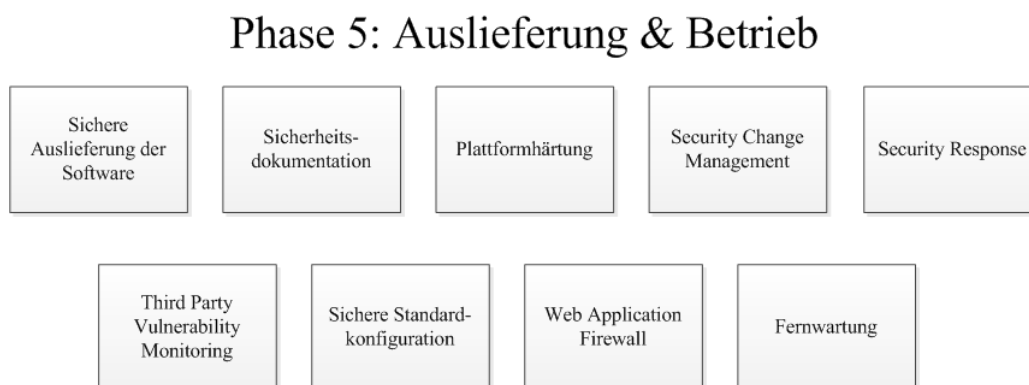 Phase 5: Auslieferung & Betrieb
Sichere
Auslieferung der
Software
Sicherheits-
dokumentation
Plattformhärtung
Security Change
Management
Security Response
Third Party
Vulnerability
Monitoring
Sichere Standard-
konfiguration
Web Application
Firewall
Fernwartung